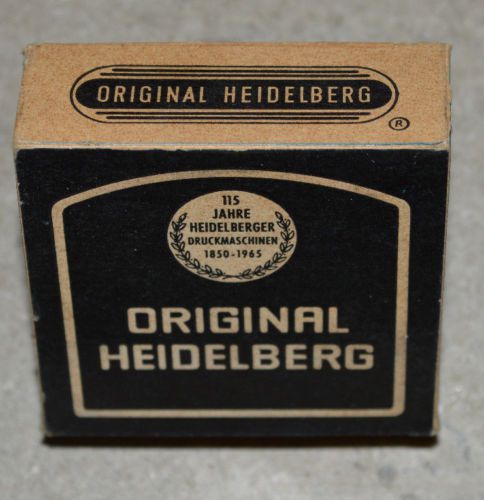 ORIGINAL HEIDELBERG
®
115
JAHRE
HEIDELBERGER
DRUCKMASCHINEN
1850-1965
ORIGINAL
HEIDELBERG